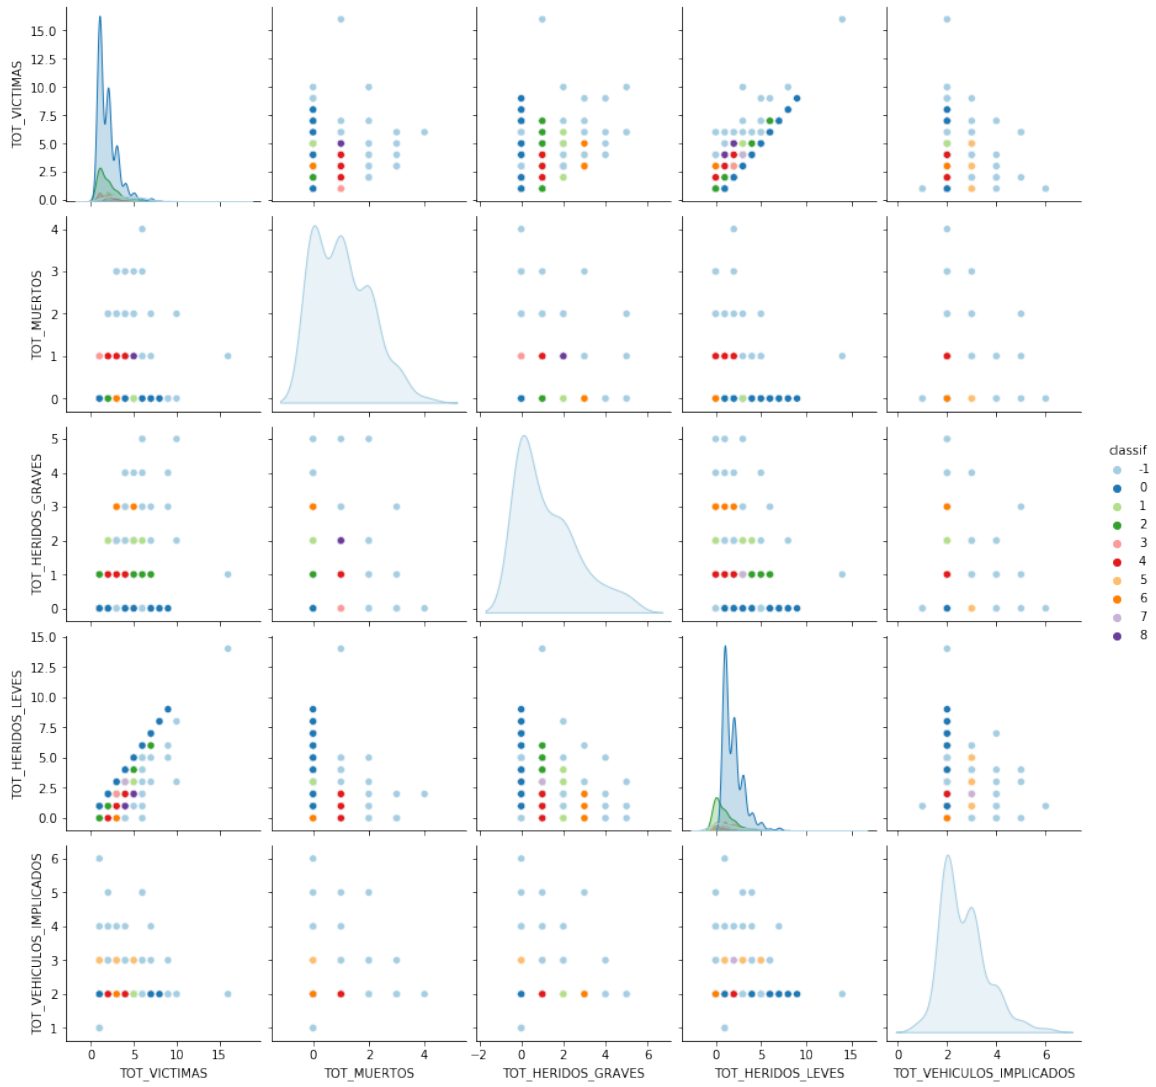 TOT_VICTIMAS
15.0
12.5
10.0
7.5
5.0
2.5
0.0
TOT_MUERTOS
4
3
2
1
0
TOT_HERIDOS_GRAVES
5
4
3
2
1
0
TOT_HERIDOS_LEVES
15.0
12.5
10.0
7.5
5.0
2.5
0.0
TOT_VEHICULOS_IMPLICADOS
6
5
4
3
2
1
0 5 10 15
TOT_VICTIMAS
0 2 4
TOT_MUERTOS
−2 0 2 4 6
TOT_HERIDOS_GRAVES
0 5 10 15
TOT_HERIDOS_LEVES
0 2 4 6
TOT_VEHICULOS_IMPLICADOS
classif
-1
0
1
2
3
4
5
6
7
8